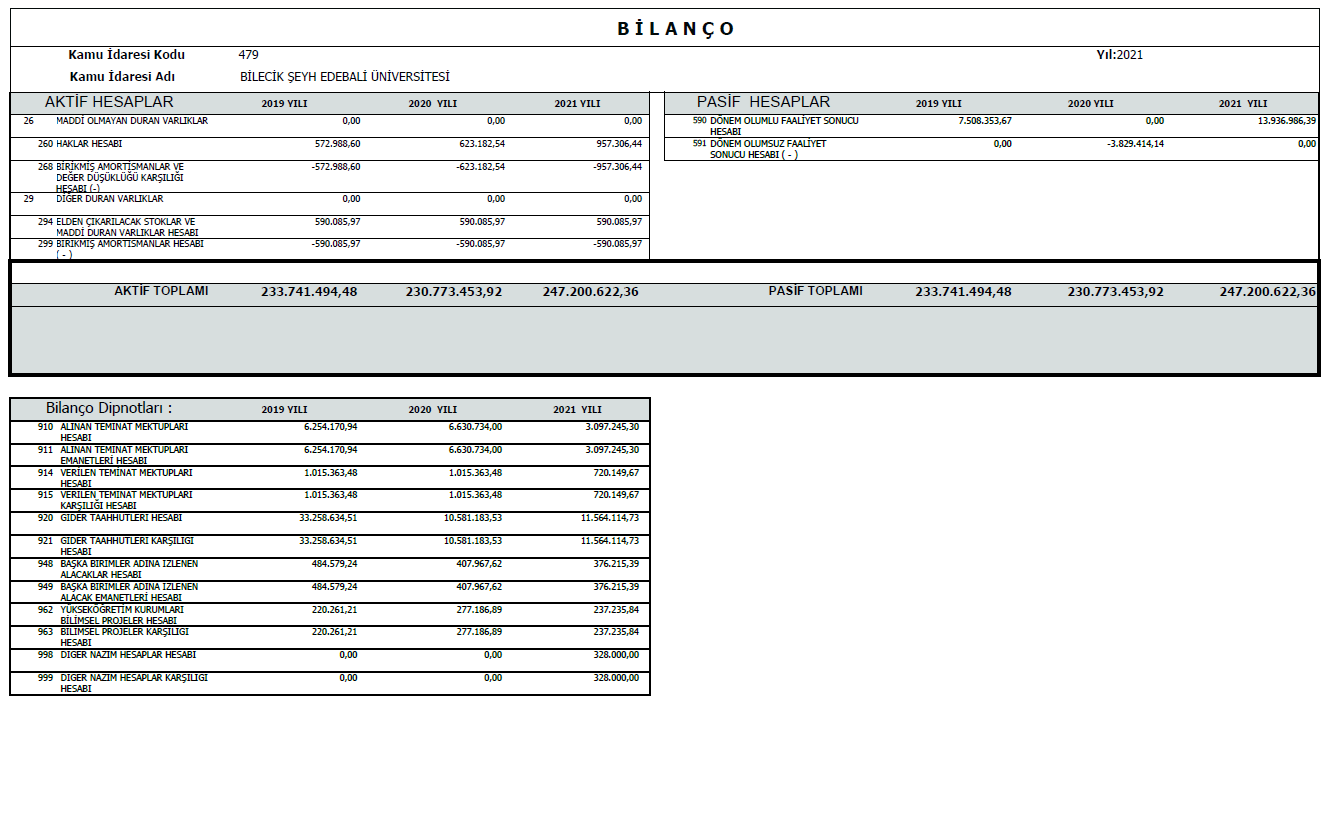 BİLANÇO
Kamu İdaresi Kodu 479 Yıl:2021
Kamu İdaresi Adı BİLECİK ŞEYH EDEBALİ ÜNİVERSİTESİ
AKTİF HESAPLAR 2019 YILI 2020 YILI 2021 YILI
26 MADDİ OLMAYAN DURAN VARLIKLAR 0,00 0,00 0,00
260 HAKLAR HESABI 572.988,60 623.182,54 957.306,44
268 BİRİKMİŞ AMORTİSMANLAR VE -572.988,60 -623.182,54 -957.306,44
DEĞER DÜŞÜKLÜĞÜ KARŞILIĞI
HESABI (-)
29 DİĞER DURAN VARLIKLAR 0,00 0,00 0,00
294 ELDEN ÇIKARILACAK STOKLAR VE 590.085,97 590.085,97 590.085,97
MADDİ DURAN VARLIKLAR HESABI
299 BİRİKMİŞ AMORTİSMANLAR HESABI -590.085,97 -590.085,97 -590.085,97
( - )
PASİF HESAPLAR 2019 YILI 2020 YILI 2021 YILI
590 DÖNEM OLUMLU FAALİYET SONUCU 7.508.353,67 0,00 13.936.986,39
HESABI
591 DÖNEM OLUMSUZ FAALİYET 0,00 -3.829.414,14 0,00
SONUCU HESABI ( - )
AKTİF TOPLAMI 233.741.494,48 230.773.453,92 247.200.622,36 PASİF TOPLAMI 233.741.494,48 230.773.453,92 247.200.622,36
Bilanço Dipnotları : 2019 YILI 2020 YILI 2021 YILI
910 ALINAN TEMİNAT MEKTUPLARI 6.254.170,94 6.630.734,00 3.097.245,30
HESABI
911 ALINAN TEMİNAT MEKTUPLARI 6.254.170,94 6.630.734,00 3.097.245,30
EMANETLERİ HESABI
914 VERİLEN TEMİNAT MEKTUPLARI 1.015.363,48 1.015.363,48 720.149,67
HESABI
915 VERİLEN TEMİNAT MEKTUPLARI 1.015.363,48 1.015.363,48 720.149,67
KARŞILIĞI HESABI
920 GİDER TAAHHÜTLERİ HESABI 33.258.634,51 10.581.183,53 11.564.114,73
921 GİDER TAAHHÜTLERİ KARŞILIĞI 33.258.634,51 10.581.183,53 11.564.114,73
HESABI
948 BAŞKA BİRİMLER ADINA İZLENEN 484.579,24 407.967,62 376.215,39
ALACAKLAR HESABI
949 BAŞKA BİRİMLER ADINA İZLENEN 484.579,24 407.967,62 376.215,39
ALACAK EMANETLERİ HESABI
962 YÜKSEKÖĞRETİM KURUMLARI 220.261,21 277.186,89 237.235,84
BİLİMSEL PROJELER HESABI
963 BİLİMSEL PROJELER KARŞILIĞI 220.261,21 277.186,89 237.235,84
HESABI
998 DİĞER NAZIM HESAPLAR HESABI 0,00 0,00 328.000,00
999 DİĞER NAZIM HESAPLAR KARŞILIĞI 0,00 0,00 328.000,00
HESABI